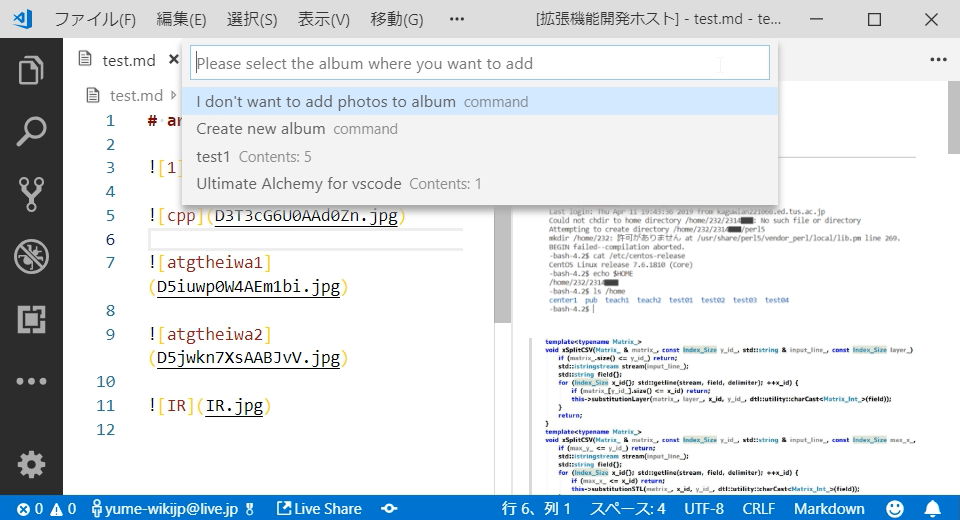 ファイル(F) 編集(E) 選択(S) 表示(V) 移動(G) ··· [拡張機能開発ホスト] - test.md - te...
test.md
Please select the album where you want to add
I don't want to add photos to album command
Create new album command
test1 Contents: 5
Ultimate Alchemy for vscode Contents: 1
test.md
1 # ar
2
3 ![1]
4
5 ![cpp](D3T3cG6U0AAd0Zn.jpg)
6
7 ![atgtheiwa1]
(D5iuwp0W4AEm1bi.jpg)
8
9 ![atgtheiwa2]
(D5jwkn7XsAABJvV.jpg)
10
11 ![IR](IR.jpg)
12
Last login: Thu Apr 11 19:43:36 2019 from
Could not chdir to home directory /home/232/2314: No such file or directory
Attempting to create directory /home/232/2314/perl5
mkdir /home/232: 許可がありません at /usr/share/perl5/vendor_perl/local/lib.pm line 269.
BEGIN failed--compilation aborted.
-bash-4.2$ cat /etc/centos-release
CentOS Linux release 7.6.1810 (Core)
-bash-4.2$ echo $HOME
/home/232/2314
-bash-4.2$ ls /home
center1 pub teach1 teach2 test01 test02 test03 test04
-bash-4.2$
template<typename Matrix_>
void xSplitCSV(Matrix_ & matrix_, const Index_Size y_id_, std::string & input_line_, const Index_Size layer_)
if (matrix_.size() <= y_id_) return;
std::istringstream stream(input_line_);
std::string field{};
for (Index_Size x_id{}; std::getline(stream, field, delimiter); ++x_id) {
if (matrix_[y_id_].size() <= x_id) return;
this->substitutionLayer(matrix_, layer_, x_id, y_id_, dtl::utility::charCast<Matrix_Int_>(field));
}
return;
}
template<typename Matrix_>
void xSplitCSV(Matrix_ & matrix_, const Index_Size y_id_, std::string & input_line_, const Index_Size max_x_,
if (max_y_ <= y_id_) return;
std::istringstream stream(input_line_);
std::string field{};
for (Index_Size x_id{}; std::getline(stream, field, delimiter); ++x_id) {
if (max_x_ <= x_id) return;
this->substitutionSTL(matrix_, x_id, y_id_, dtl::utility::charCast<Matrix_Int_>(field));
0 0 yume-wikijp@live.jp Live Share 行 6、列 1 スペース: 4 UTF-8 CRLF Markdown